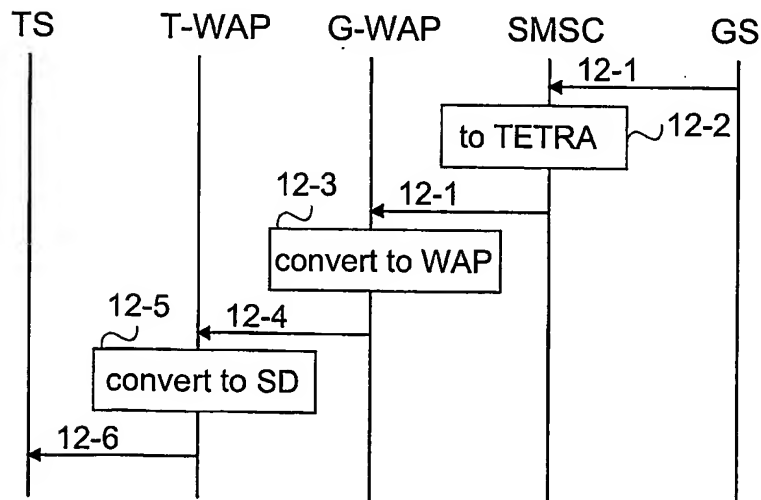 TS T-WAP G-WAP SMSC GS
12-1
to TETRA
12-2
12-3
12-1
convert to WAP
12-5
12-4
convert to SD
12-6